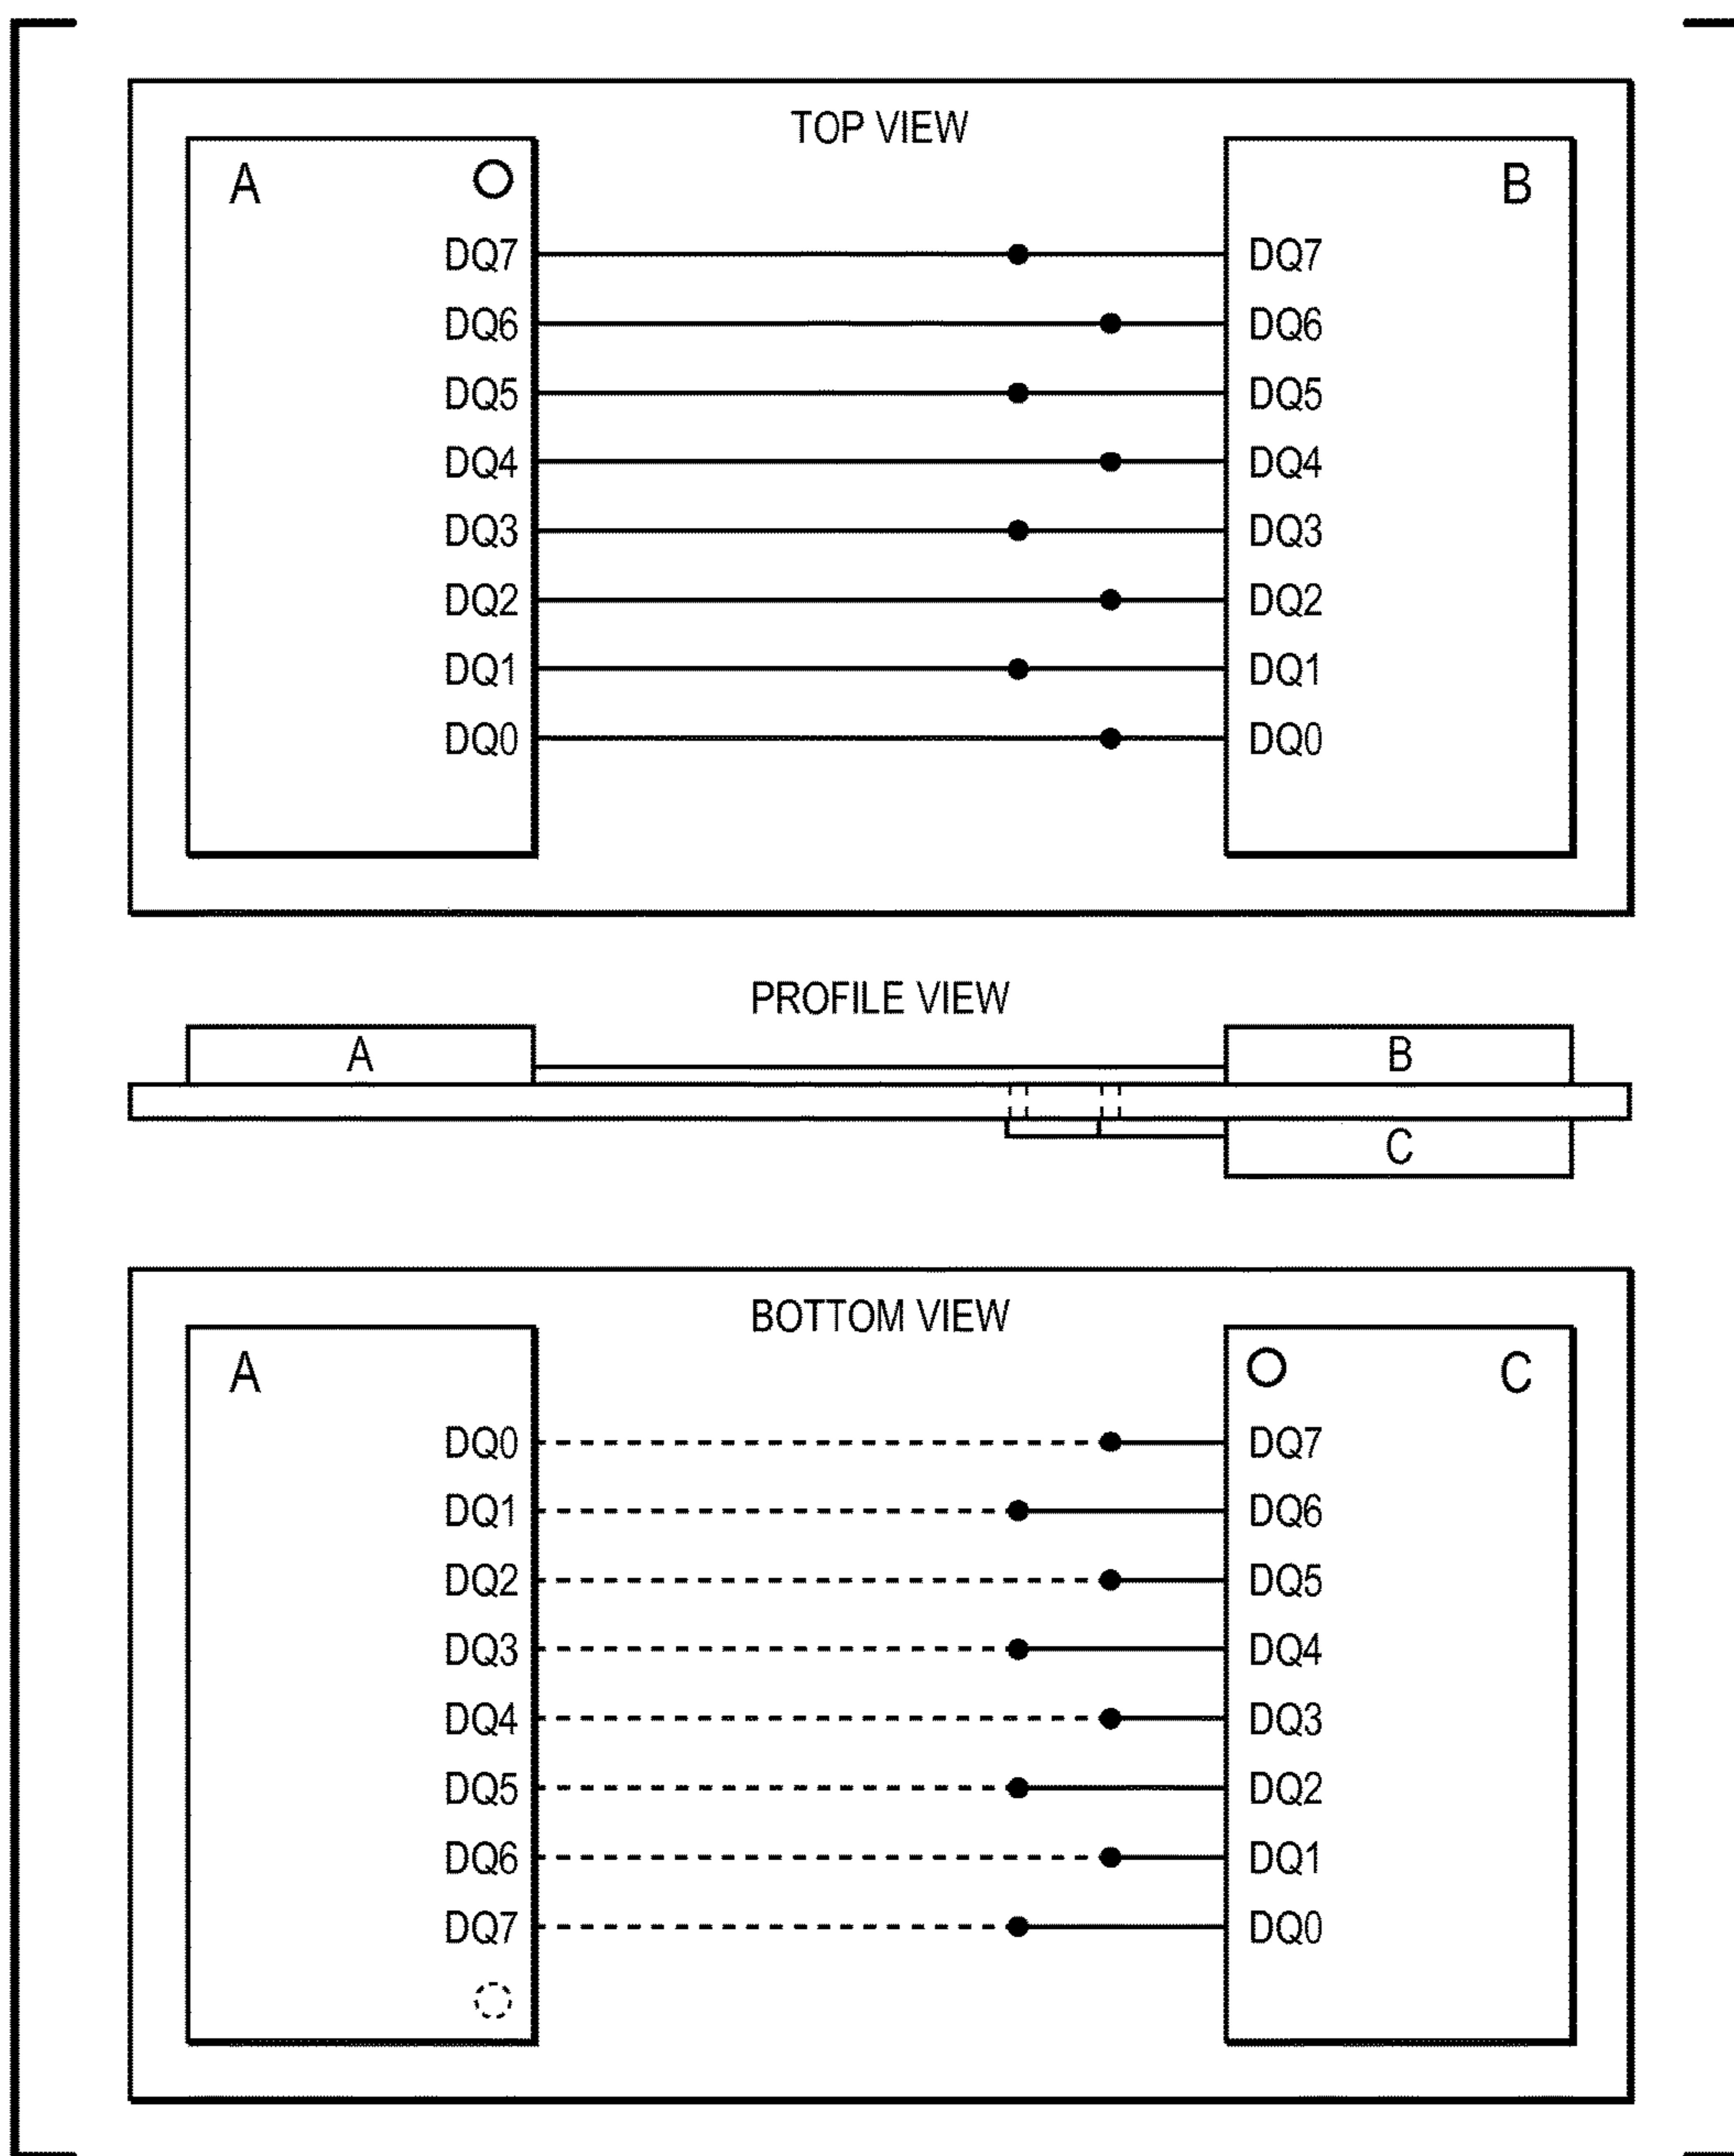 TOP VIEW
A B
DQ7 DQ7
DQ6 DQ6
DQ5 DQ5
DQ4 DQ4
DQ3 DQ3
DQ2 DQ2
DQ1 DQ1
DQ0 DQ0
PROFILE VIEW
A B
C
BOTTOM VIEW
A C
DQ0 DQ7
DQ1 DQ6
DQ2 DQ5
DQ3 DQ4
DQ4 DQ3
DQ5 DQ2
DQ6 DQ1
DQ7 DQ0